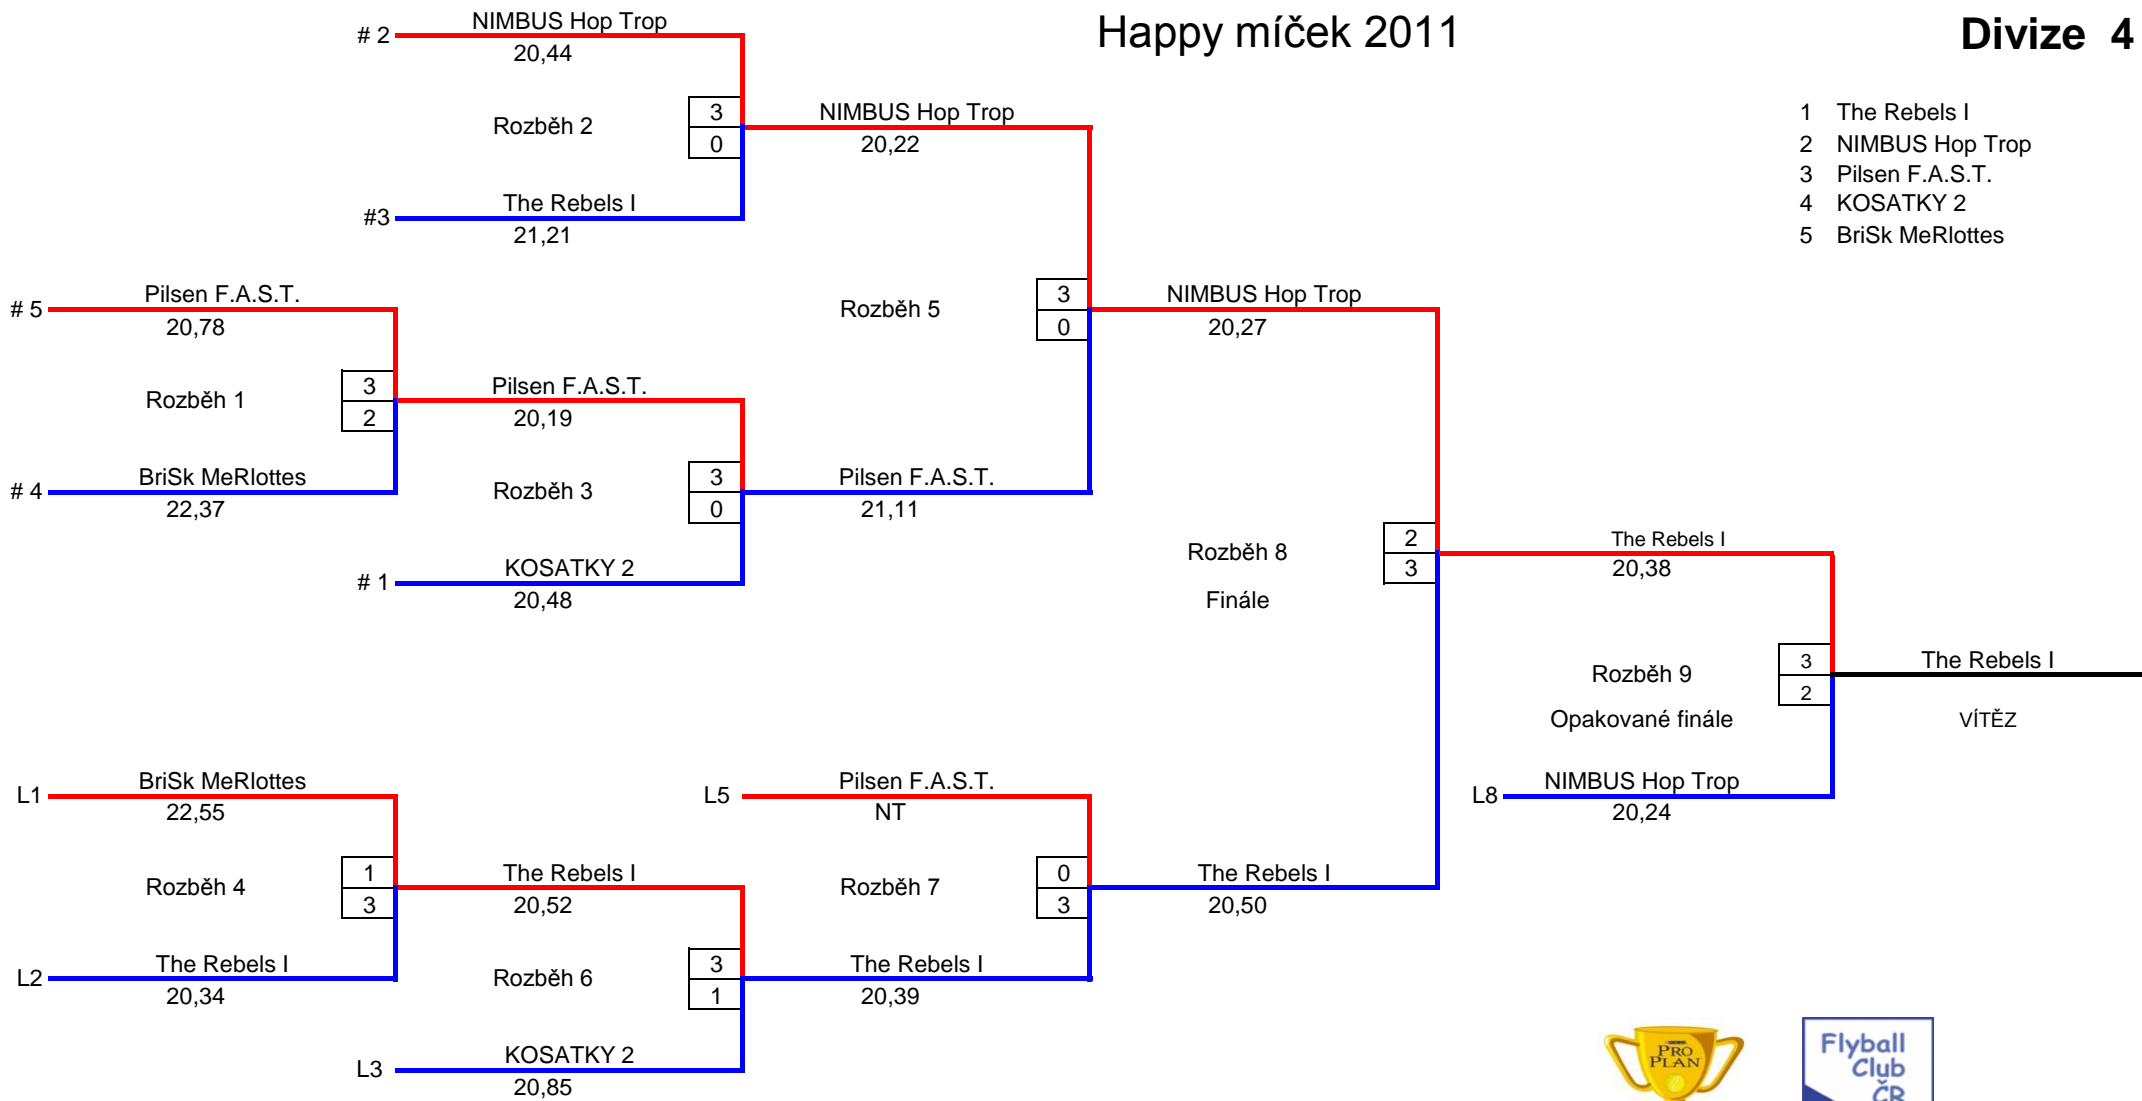 Happy míček 2011
Divize 4
# 2
NIMBUS Hop Trop
20,44
Rozběh 2
3
0
#3
The Rebels I
21,21
NIMBUS Hop Trop
20,22
1 The Rebels I
2 NIMBUS Hop Trop
3 Pilsen F.A.S.T.
4 KOSATKY 2
5 BriSk MeRlottes
# 5
Pilsen F.A.S.T.
20,78
Rozběh 1
3
2
# 4
BriSk MeRlottes
22,37
Pilsen F.A.S.T.
20,19
Rozběh 3
3
0
# 1
KOSATKY 2
20,48
Rozběh 5
3
0
Pilsen F.A.S.T.
21,11
NIMBUS Hop Trop
20,27
Rozběh 8
Finále
2
3
The Rebels I
20,38
Rozběh 9
Opakované finále
3
2
The Rebels I
VÍTĚZ
L8
NIMBUS Hop Trop
20,24
L1
BriSk MeRlottes
22,55
Rozběh 4
1
3
L2
The Rebels I
20,34
The Rebels I
20,52
Rozběh 6
3
1
L3
KOSATKY 2
20,85
L5
Pilsen F.A.S.T.
NT
Rozběh 7
0
3
The Rebels I
20,39
The Rebels I
20,50
PRO
PLAN
Flyball
Club
ČR